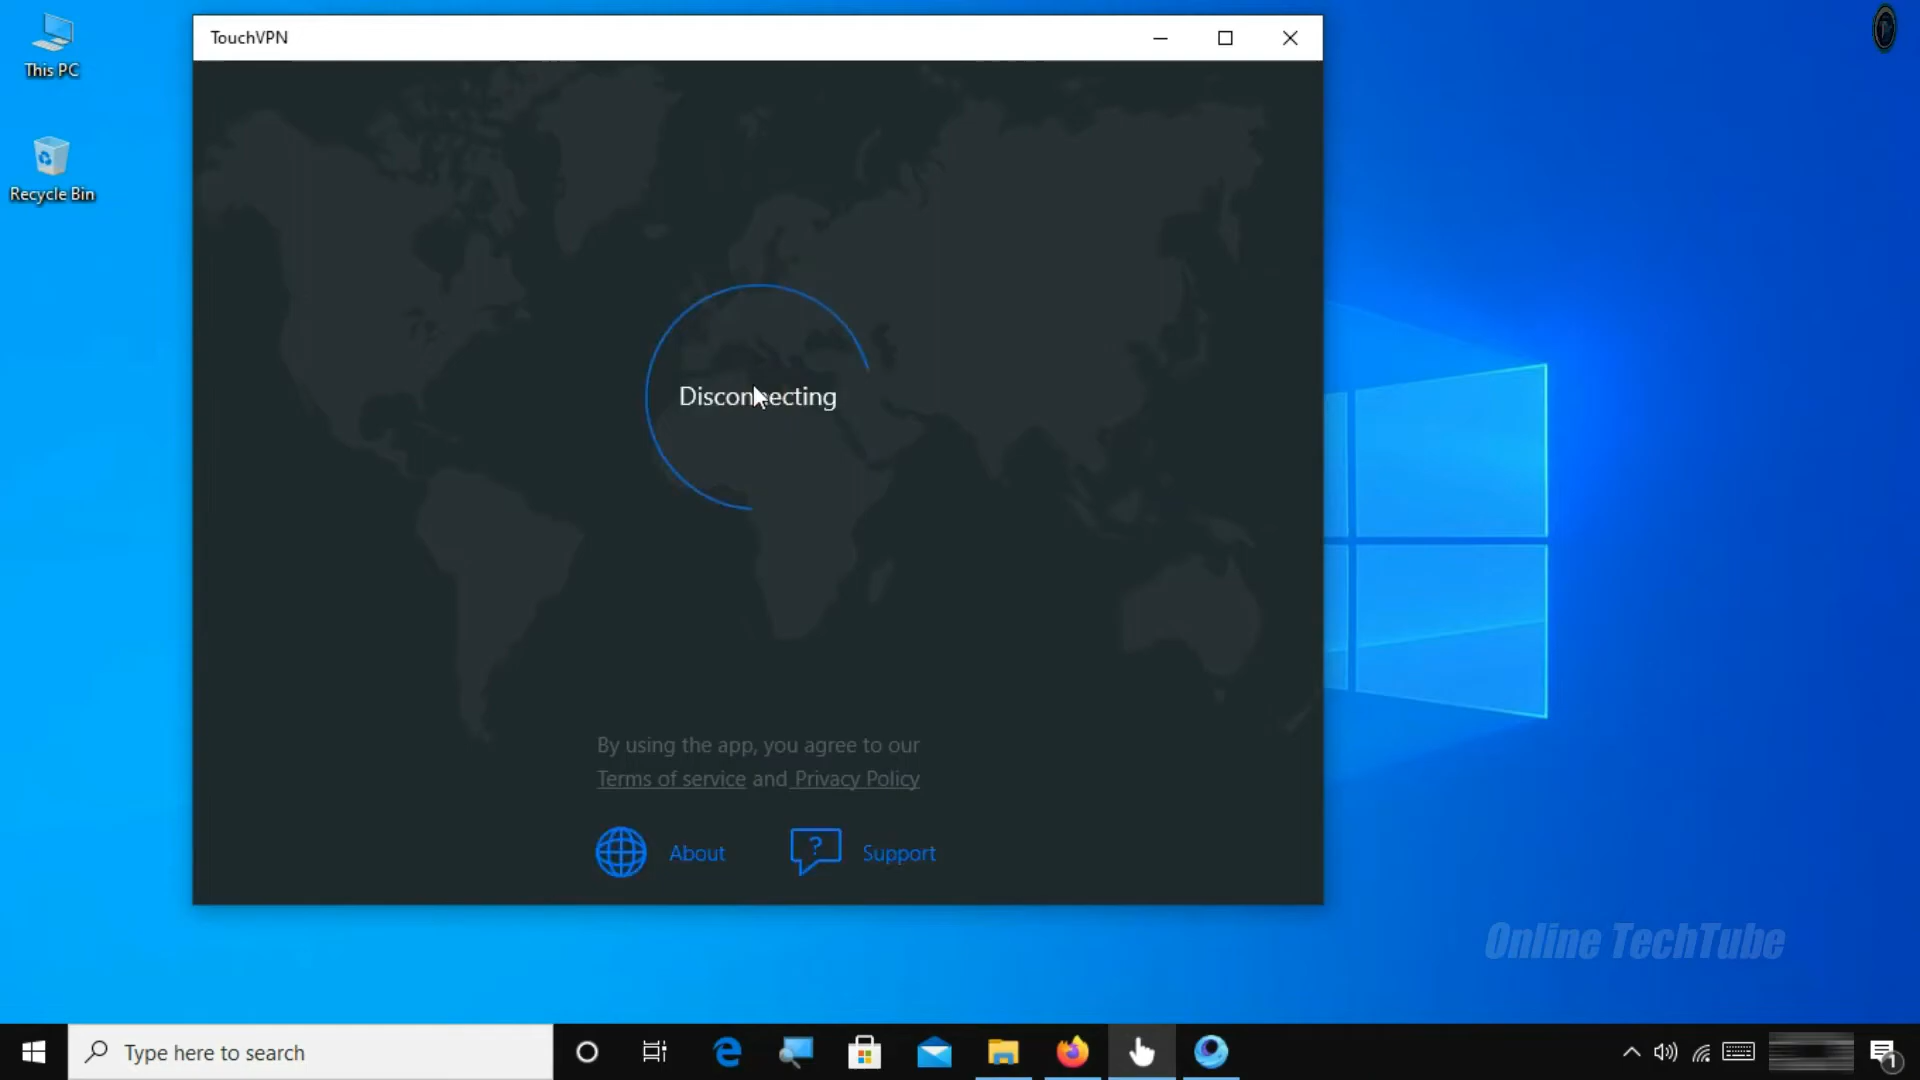 This PC
Recycle Bin
TouchVPN
Disconnecting
By using the app, you agree to our
Terms of service and Privacy Policy
?
About
Support
Online TechTube
Type here to search
1